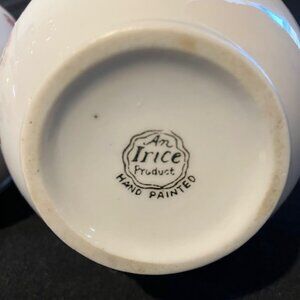 An
Irice
Product
HAND PAINTED